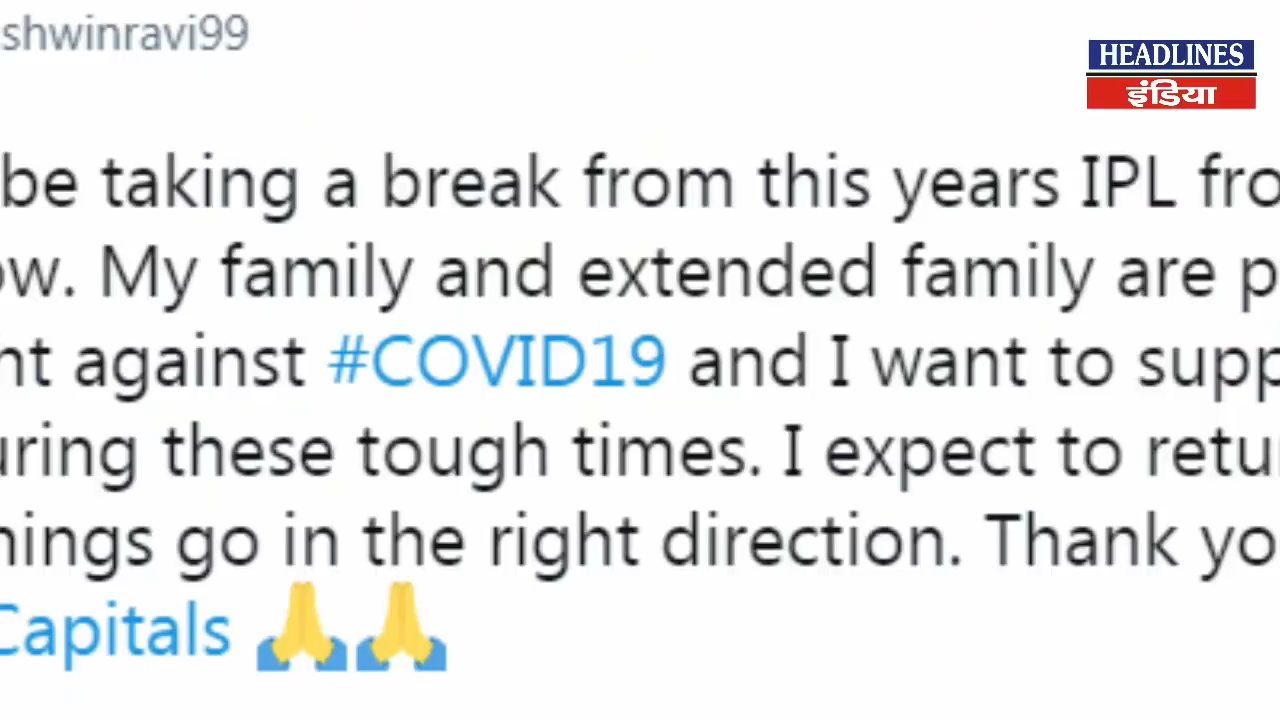 shwinravi99
HEADLINES
इंडिया
be taking a break from this years IPL fro
ow. My family and extended family are p
nt against #COVID19 and I want to supp
uring these tough times. I expect to retu
hings go in the right direction. Thank yo
Capitals 🙏🙏